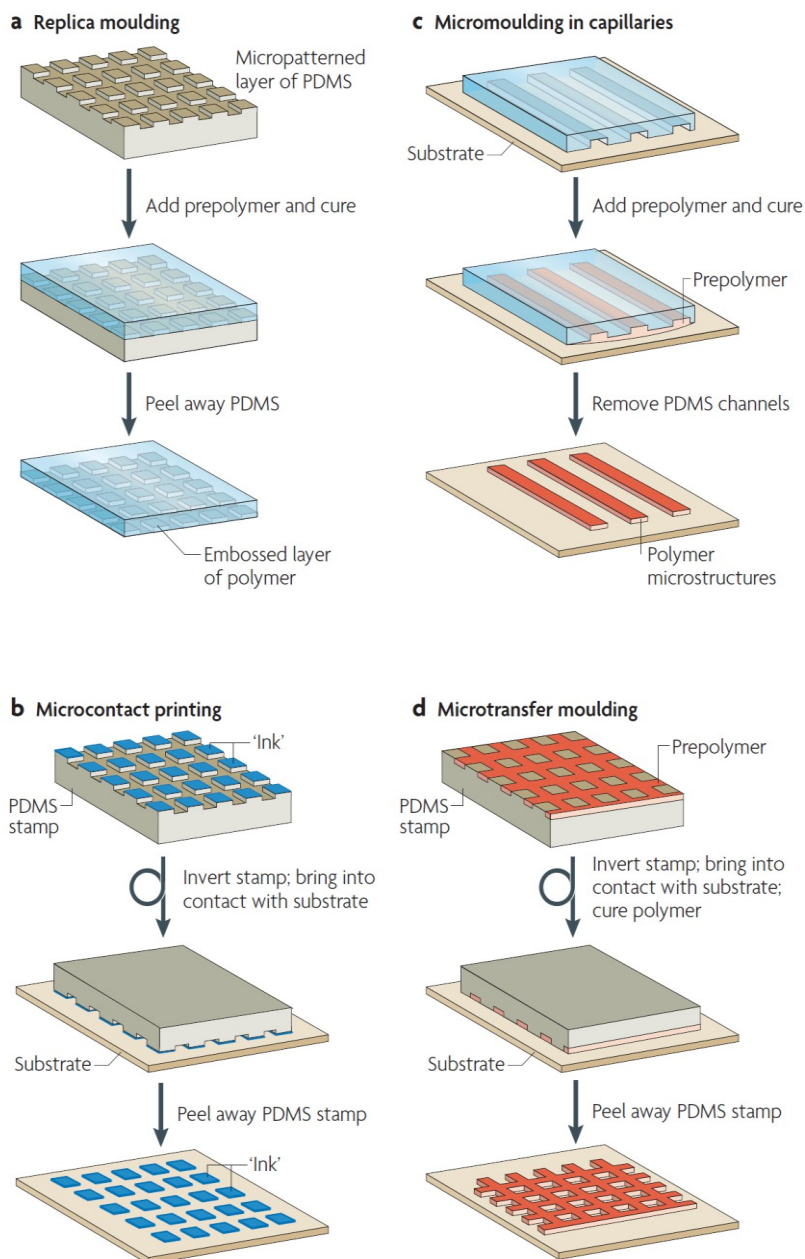 a Replica moulding
Micropatterned
layer of PDMS
Add prepolymer and cure
Peel away PDMS
Embossed layer
of polymer
c Micromoulding in capillaries
Substrate
Add prepolymer and cure
Prepolymer
Remove PDMS channels
Polymer
microstructures
b Microcontact printing
‘Ink’
PDMS
stamp
Invert stamp; bring into
contact with substrate
Substrate
Peel away PDMS stamp
‘Ink’
d Microtransfer moulding
Prepolymer
PDMS
stamp
Invert stamp; bring into
contact with substrate;
cure polymer
Substrate
Peel away PDMS stamp